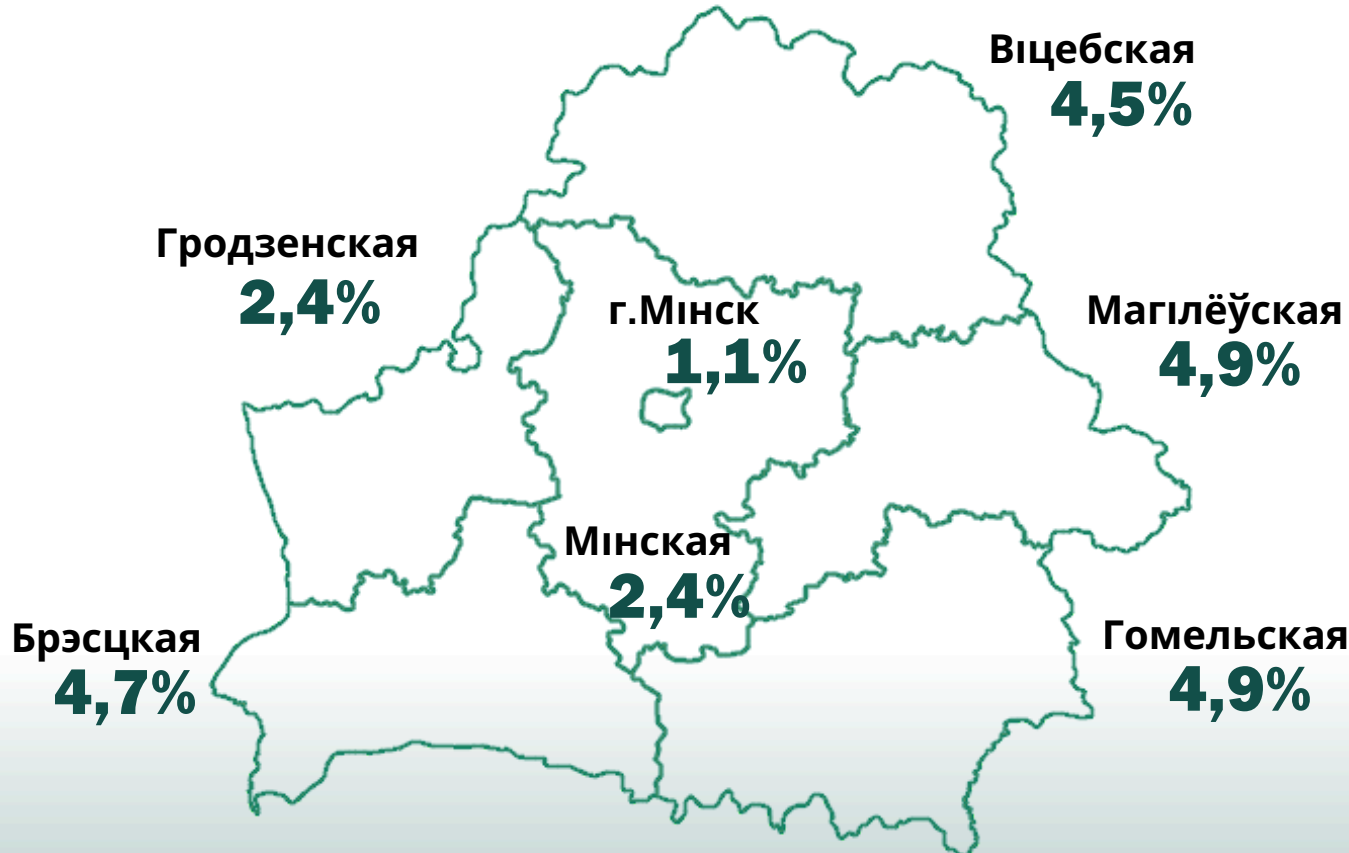 Віцебская
4,5%
Гродзенская
2,4%
г.Мінск
1,1%
Магілёўская
4,9%
Мінская
2,4%
Брэсцкая
4,7%
Гомельская
4,9%